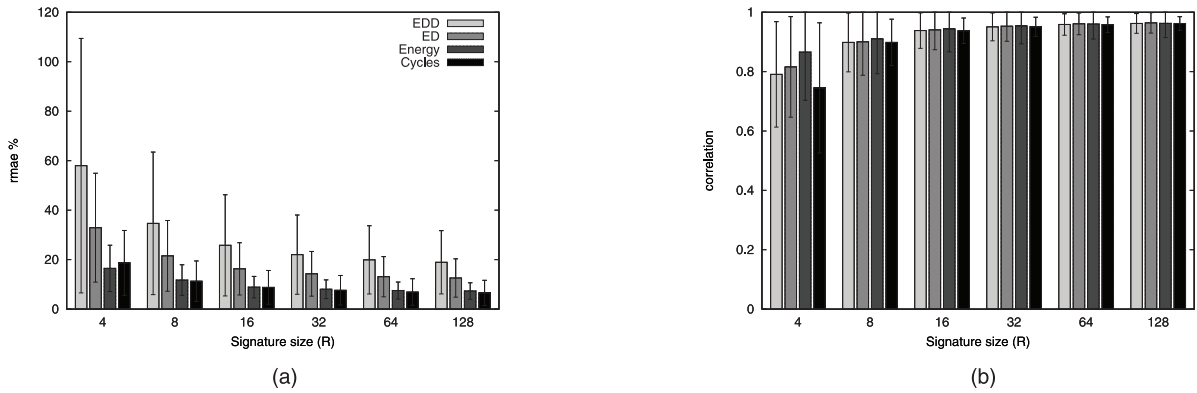 120
100
80
60
40
20
0
rmae %
EDD
ED
Energy
Cycles
4 8 16 32 64 128
Signature size (R)
(a)
1
0.8
0.6
0.4
0.2
0
correlation
4 8 16 32 64 128
Signature size (R)
(b)